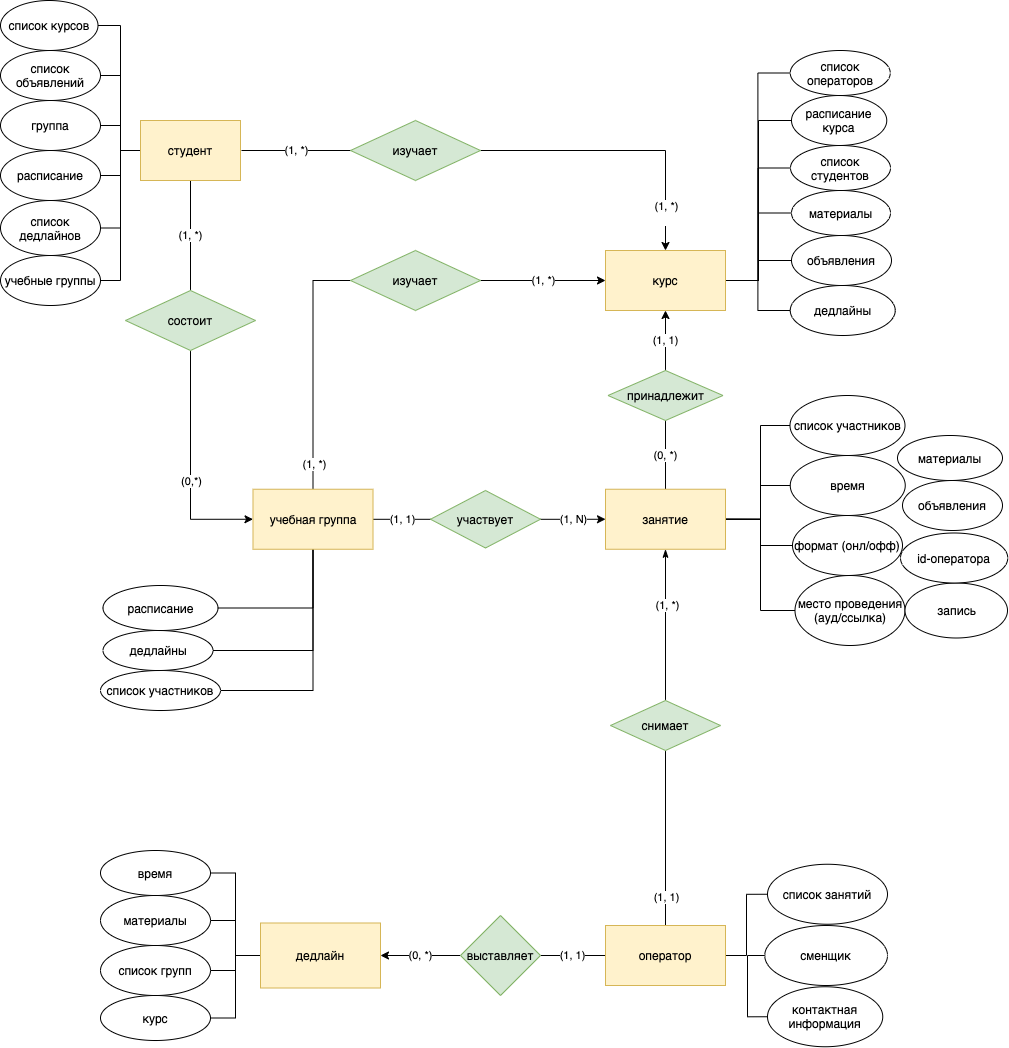 список курсов
список
объявлений
группа
расписание
список
дедлайнов
учебные группы
студент
(1, *)
изучает
(1, *)
список
операторов
расписание
курса
список
студентов
материалы
объявления
дедлайны
(1, *)
состоит
(0,*)
изучает
(1, *)
курс
(1, *)
(1, 1)
принадлежит
(0, *)
учебная группа
(1, 1)
участвует
(1, N)
занятие
список участников
время
формат (онл/офф)
место проведения
(ауд/ссылка)
материалы
объявления
id-оператора
запись
расписание
дедлайны
список участников
(1, *)
снимает
(1, 1)
время
материалы
список групп
курс
дедлайн
(0, *)
выставляет
(1, 1)
оператор
список занятий
сменщик
контактная
информация